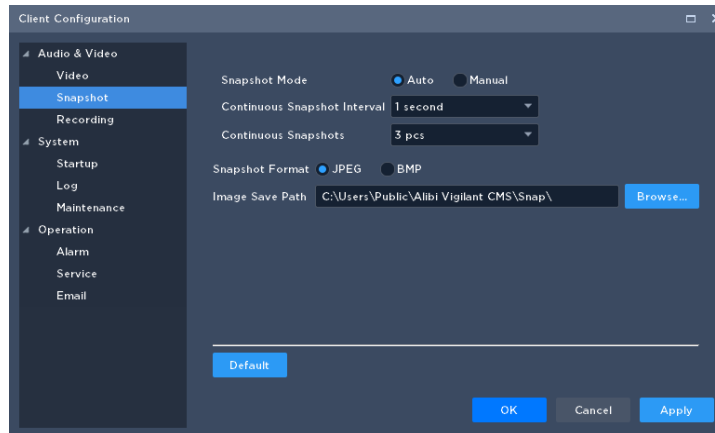 Client Configuration
Audio & Video
Video
Snapshot
Recording
System
Startup
Log
Maintenance
Operation
Alarm
Service
Email
Snapshot Mode Auto Manual
Continuous Snapshot Interval 1 second
Continuous Snapshots 3 pcs
Snapshot Format JPEG BMP
Image Save Path C:\Users\Public\Alibi Vigilant CMS\Snap\ Browse...
Default
OK Cancel Apply